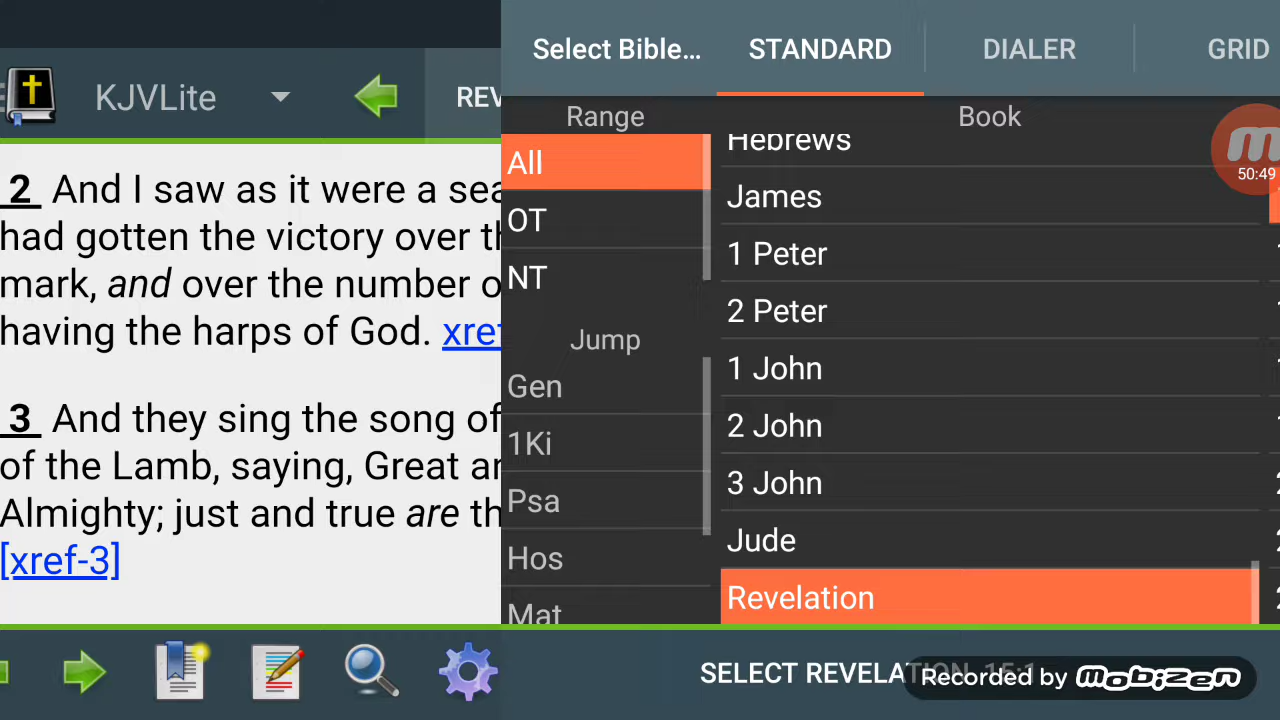 KJVLite
REV
2 And I saw as it were a sea
had gotten the victory over th
mark, and over the number o
having the harps of God. xref
3 And they sing the song of
of the Lamb, saying, Great an
Almighty; just and true are th
[xref-3]
Select Bible…
STANDARD
DIALER
GRID
Range
Book
All
OT
NT
Jump
Gen
1Ki
Psa
Hos
Mat
Hebrews
James
1 Peter
2 Peter
1 John
2 John
3 John
Jude
Revelation
50:49
SELECT REVELATION 15:1
Recorded by mobizen